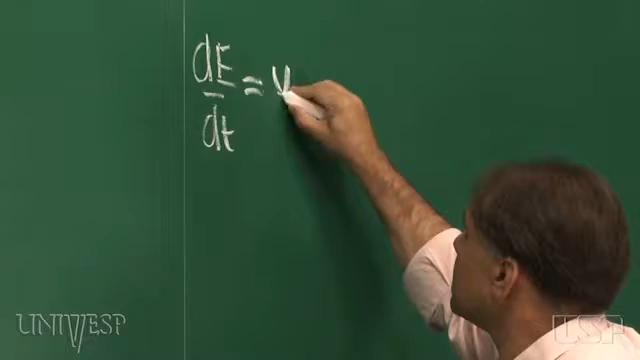 dE/dt = v
UNIVESP
USP